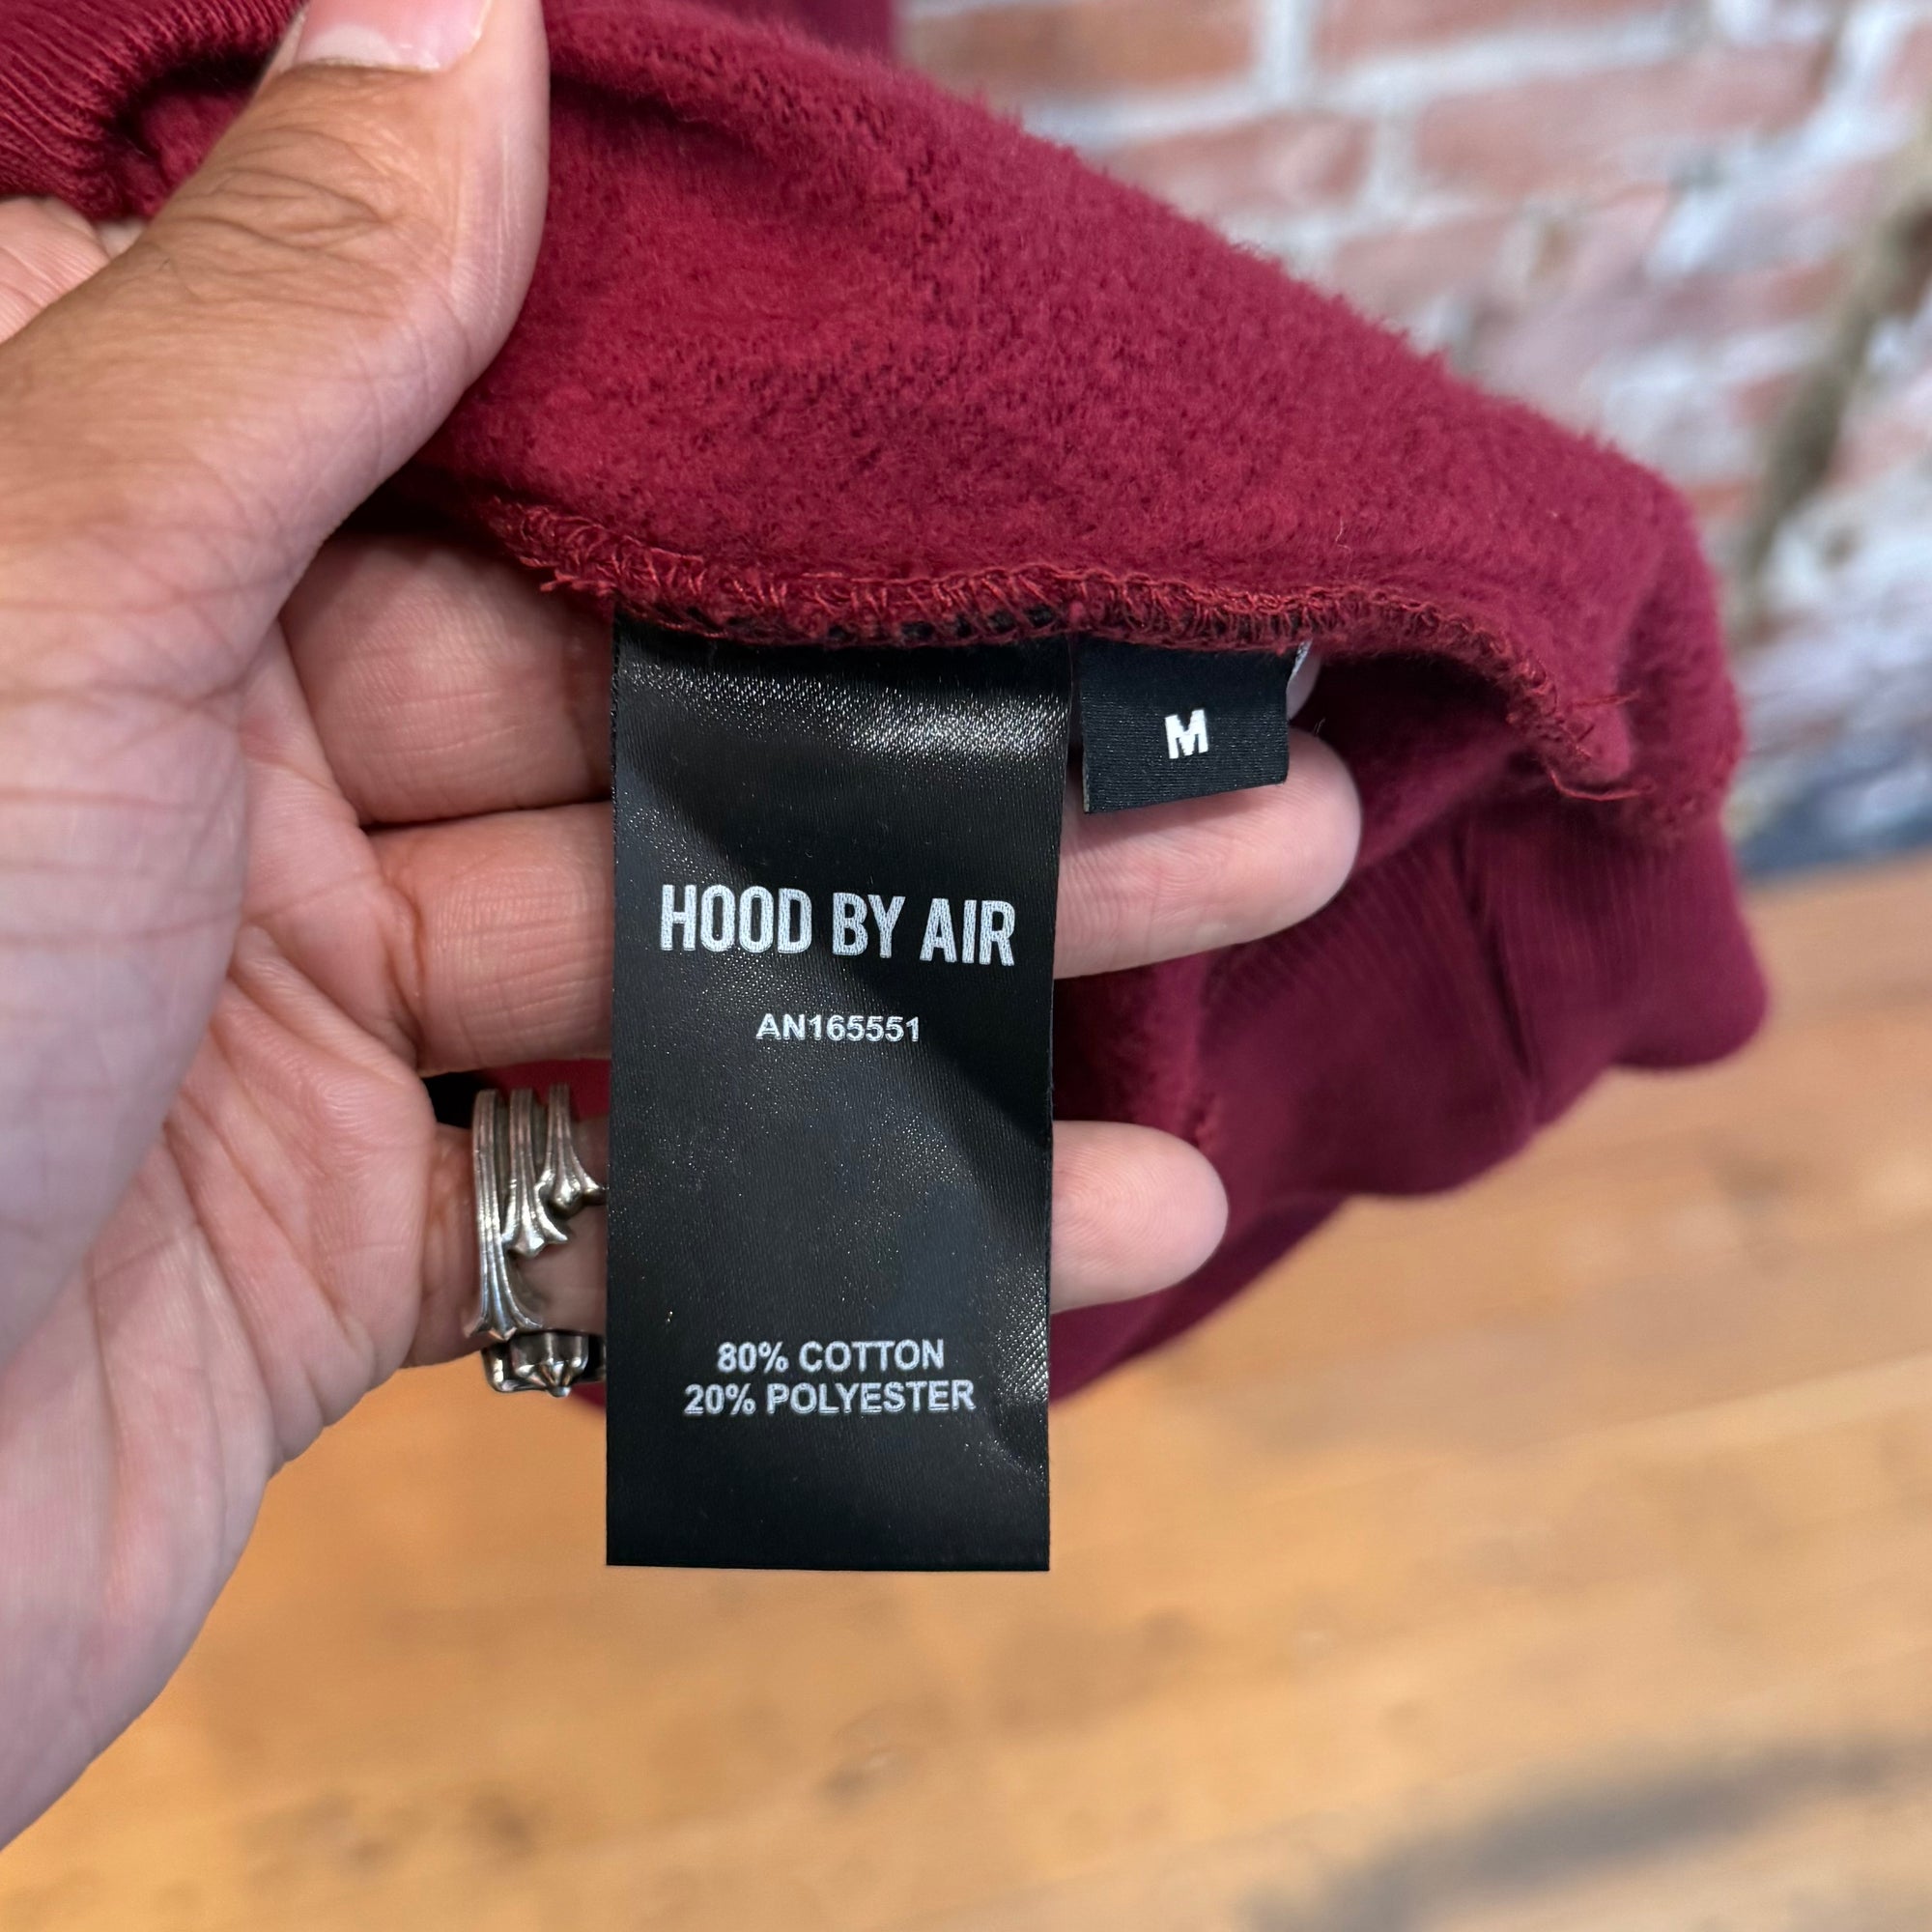 M
HOOD BY AIR
AN165551
80% COTTON
20% POLYESTER